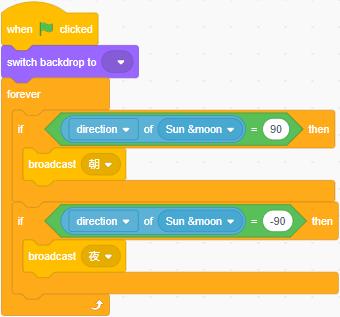 when clicked
switch backdrop to
forever
if direction of Sun &moon = 90 then
broadcast 朝
if direction of Sun &moon = -90 then
broadcast 夜